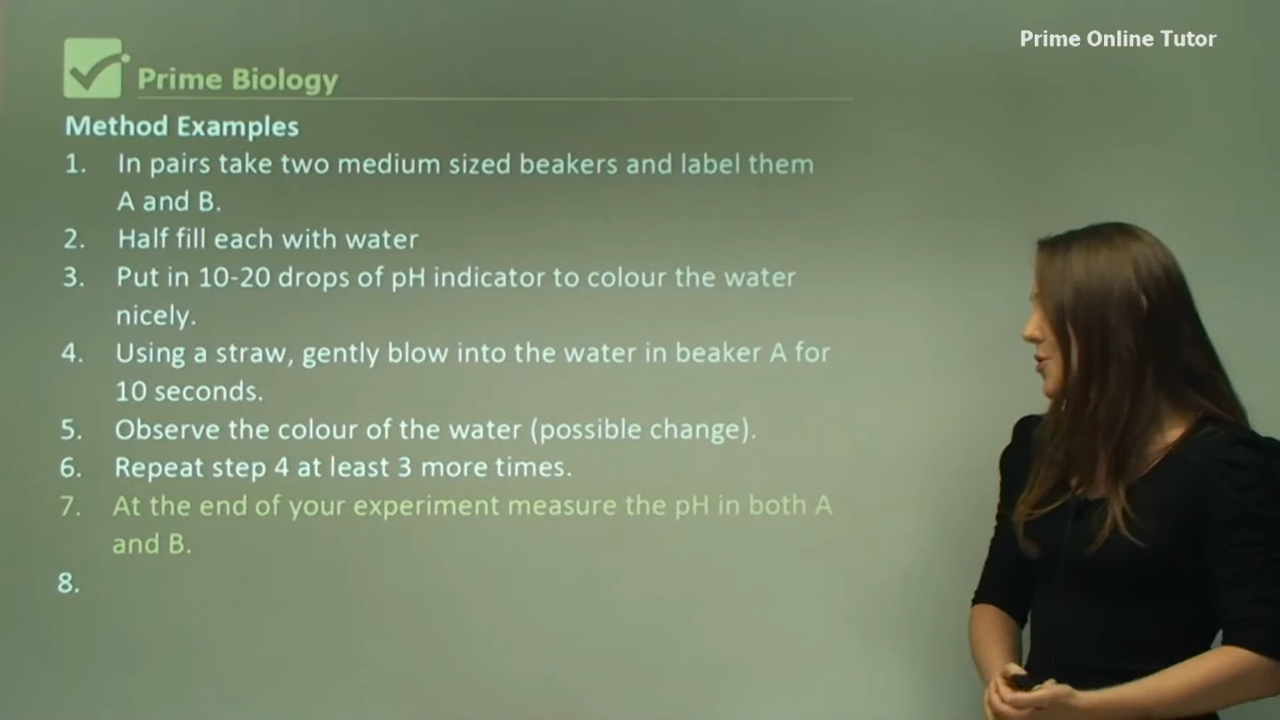 Prime Online Tutor
Prime Biology
Method Examples
1. In pairs take two medium sized beakers and label them
A and B.
2. Half fill each with water
3. Put in 10-20 drops of pH indicator to colour the water
nicely.
4. Using a straw, gently blow into the water in beaker A for
10 seconds.
5. Observe the colour of the water (possible change).
6. Repeat step 4 at least 3 more times.
7. At the end of your experiment measure the pH in both A
and B.
8.